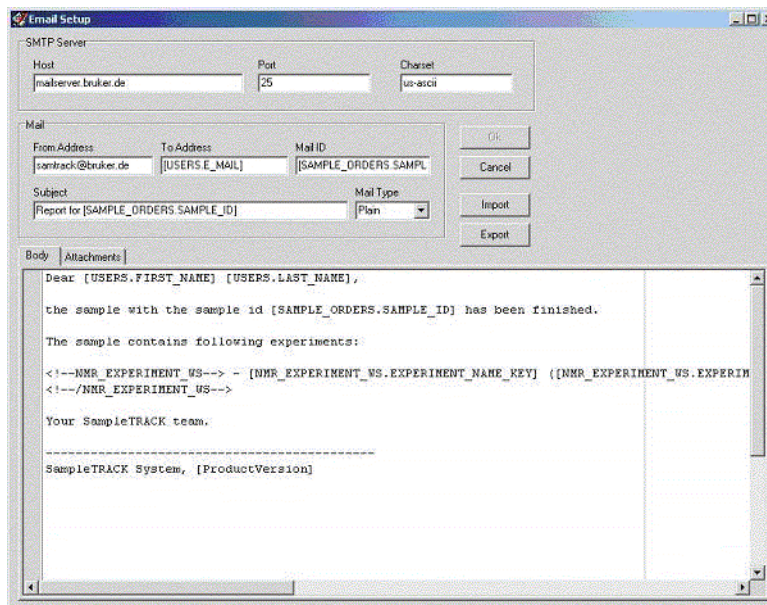 Email Setup
SMTP Server
Host Port Charset
mailserver.bruker.de 25 us-ascii
Mail
From Address To Address Mail ID
samtrack@bruker.de [USERS.E_MAIL] [SAMPLE_ORDERS.SAMPL
Subject Mail Type
Report for [SAMPLE_ORDERS.SAMPLE_ID] Plain
Ok
Cancel
Import
Export
Body Attachments
Dear [USERS.FIRST_NAME] [USERS.LAST_NAME],
the sample with the sample id [SAMPLE_ORDERS.SAMPLE_ID] has been finished.
The sample contains following experiments:
<!--NMR_EXPERIMENT_WS--> - [NMR_EXPERIMENT_WS.EXPERIMENT_NAME_KEY] ([NMR_EXPERIMENT_WS.EXPERIM
<!--/NMR_EXPERIMENT_WS-->
Your SampleTRACK team.
---------------------------------------------
SampleTRACK System, [ProductVersion]